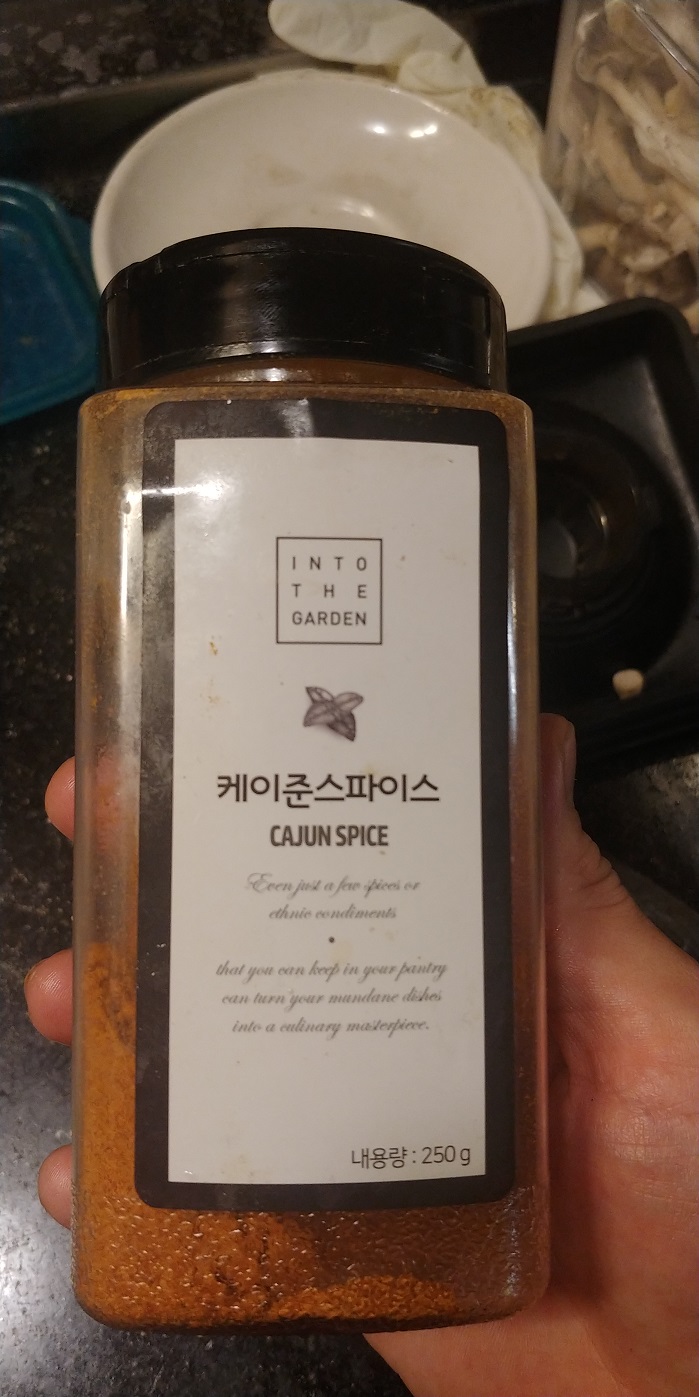 INTO
THE
GARDEN
케이준스파이스
CAJUN SPICE
Even just a few spices or
ethnic condiments
•
that you can keep in your pantry
can turn your mundane dishes
into a culinary masterpiece.
내용량 : 250 g